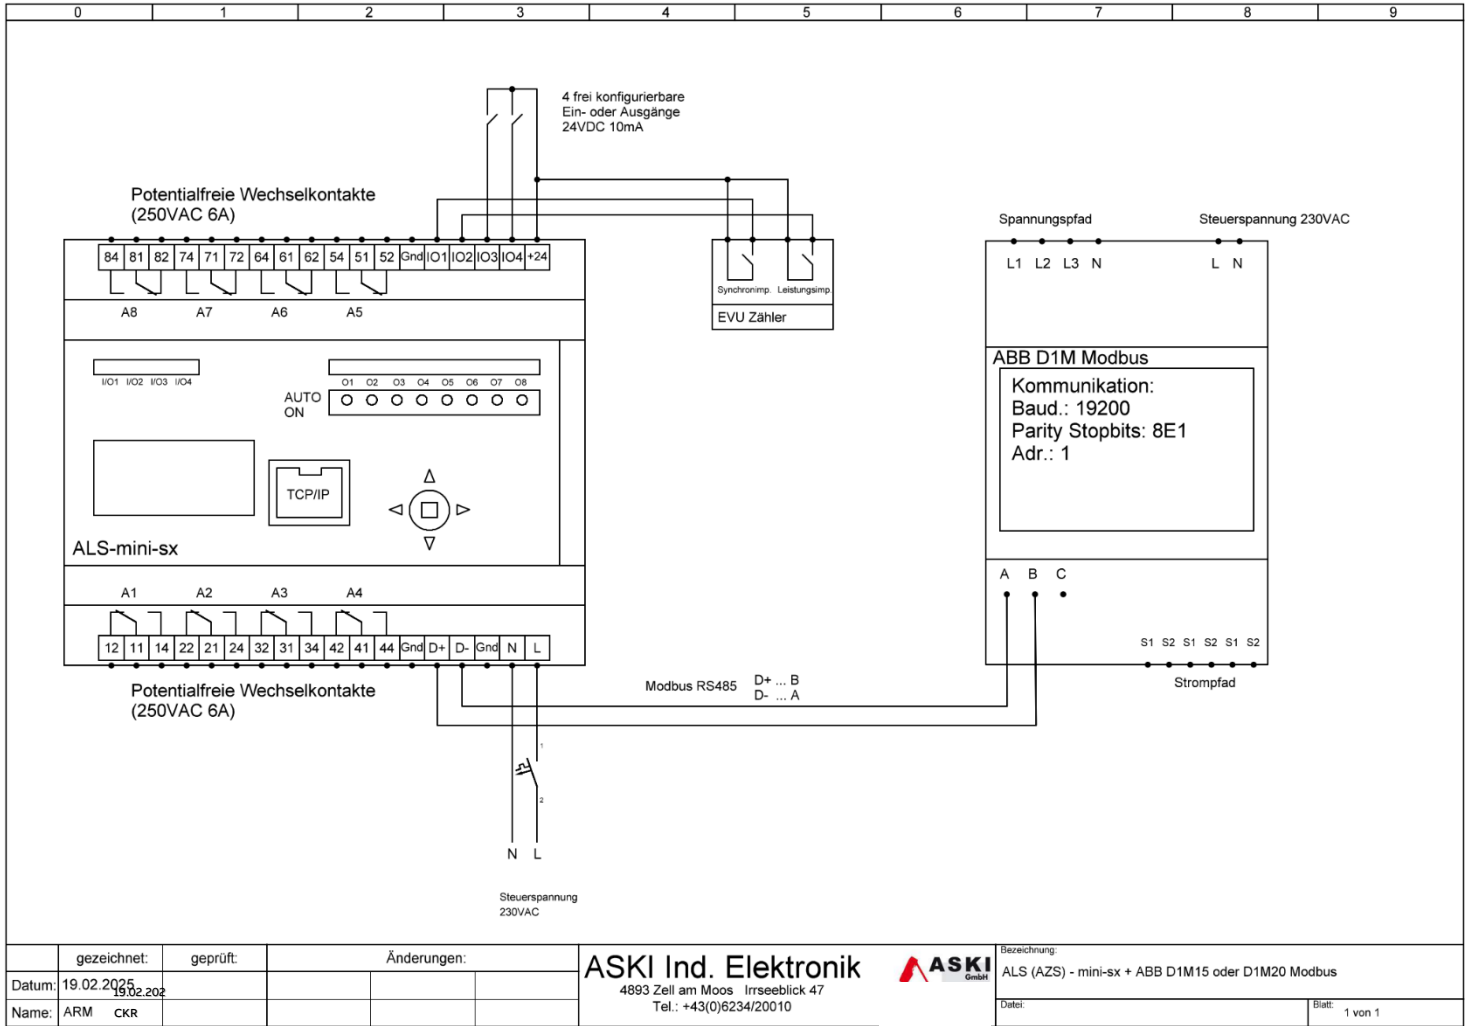 0 1 2 3 4 5 6 7 8 9
4 frei konfigurierbare
Ein- oder Ausgänge
24VDC 10mA
Potentialfreie Wechselkontakte
(250VAC 6A)
84 81 82 74 71 72 64 61 62 54 51 52 Gnd IO1 IO2 IO3 IO4 +24
A8 A7 A6 A5
I/O1 I/O2 I/O3 I/O4
O1 O2 O3 O4 O5 O6 O7 O8
AUTO
ON
TCP/IP
ALS-mini-sx
A1 A2 A3 A4
12 11 14 22 21 24 32 31 34 42 41 44 Gnd D+ D- Gnd N L
Potentialfreie Wechselkontakte
(250VAC 6A)
Synchronimp. Leistungsimp.
EVU Zähler
Spannungspfad
Steuerspannung 230VAC
L1 L2 L3 N
L N
ABB D1M Modbus
Kommunikation:
Baud.: 19200
Parity Stopbits: 8E1
Adr.: 1
A B C
S1 S2 S1 S2 S1 S2
Strompfad
Modbus RS485
D+ ... B
D- ... A
1
2
N L
Steuerspannung
230VAC
gezeichnet: geprüft: Änderungen:
Datum: 19.02.2025
19.02.202
Name: ARM CKR
ASKI Ind. Elektronik
4893 Zell am Moos Irrseeblick 47
Tel.: +43(0)6234/20010
ASKI
GmbH
Bezeichnung:
ALS (AZS) - mini-sx + ABB D1M15 oder D1M20 Modbus
Datei:
Blatt:
1 von 1